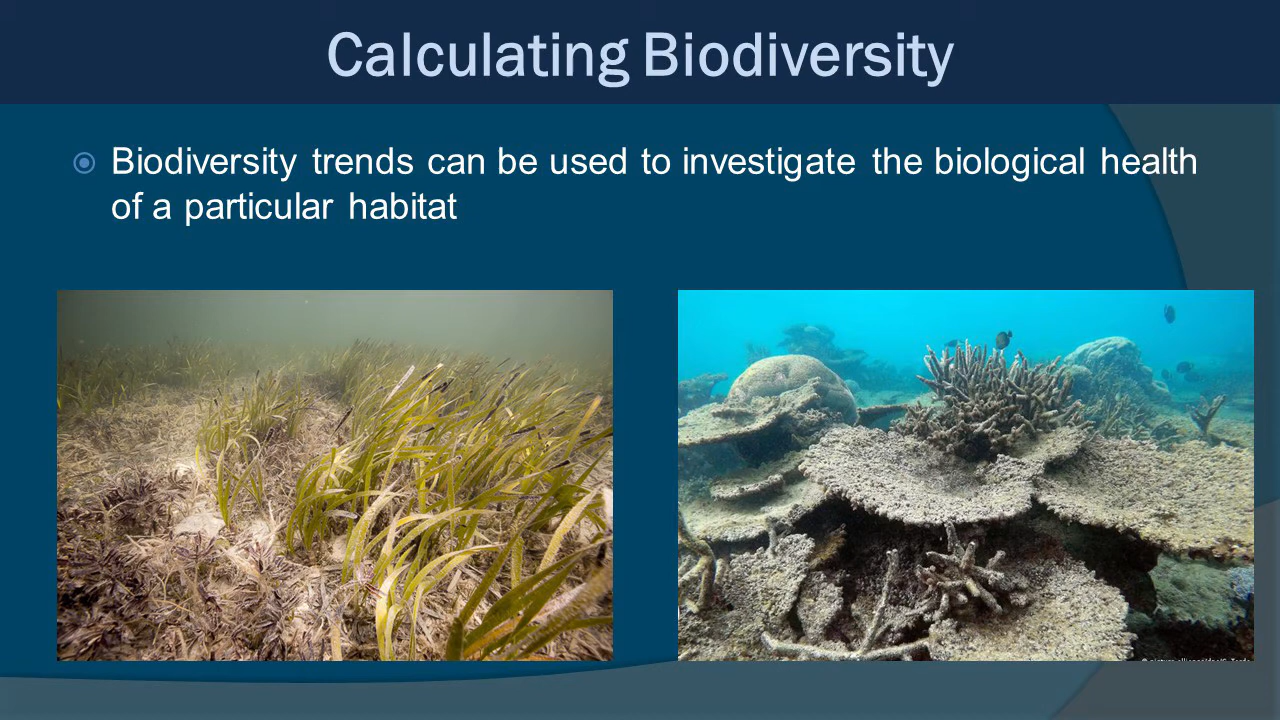 Calculating Biodiversity
Biodiversity trends can be used to investigate the biological health
of a particular habitat